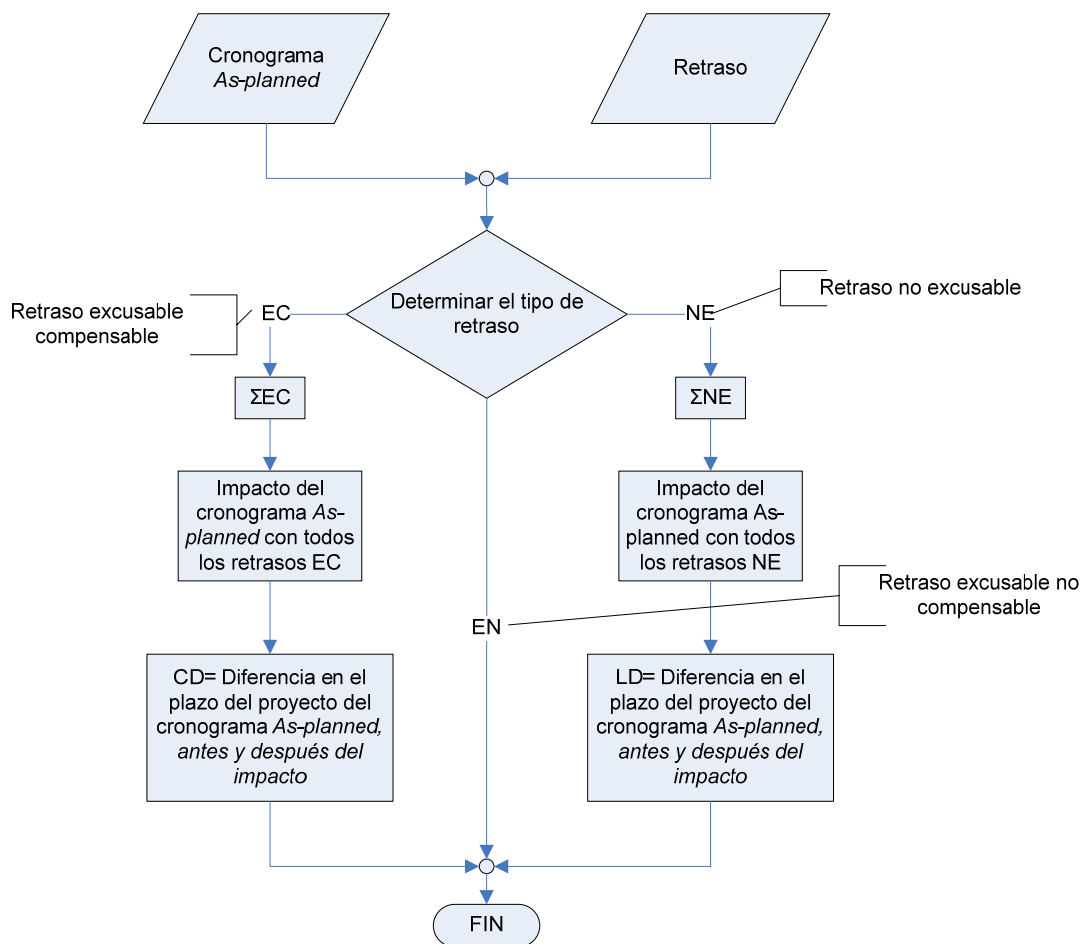 Cronograma
As-planned
Retraso
Determinar el tipo de
retraso
EC
NE
Retraso excusable
compensable
Retraso no excusable
ΣEC
ΣNE
Impacto del
cronograma As-
planned con todos
los retrasos EC
Impacto del
cronograma As-
planned con todos
los retrasos NE
EN
Retraso excusable no
compensable
CD= Diferencia en el
plazo del proyecto del
cronograma As-planned,
antes y después del
impacto
LD= Diferencia en el
plazo del proyecto del
cronograma As-planned,
antes y después del
impacto
FIN